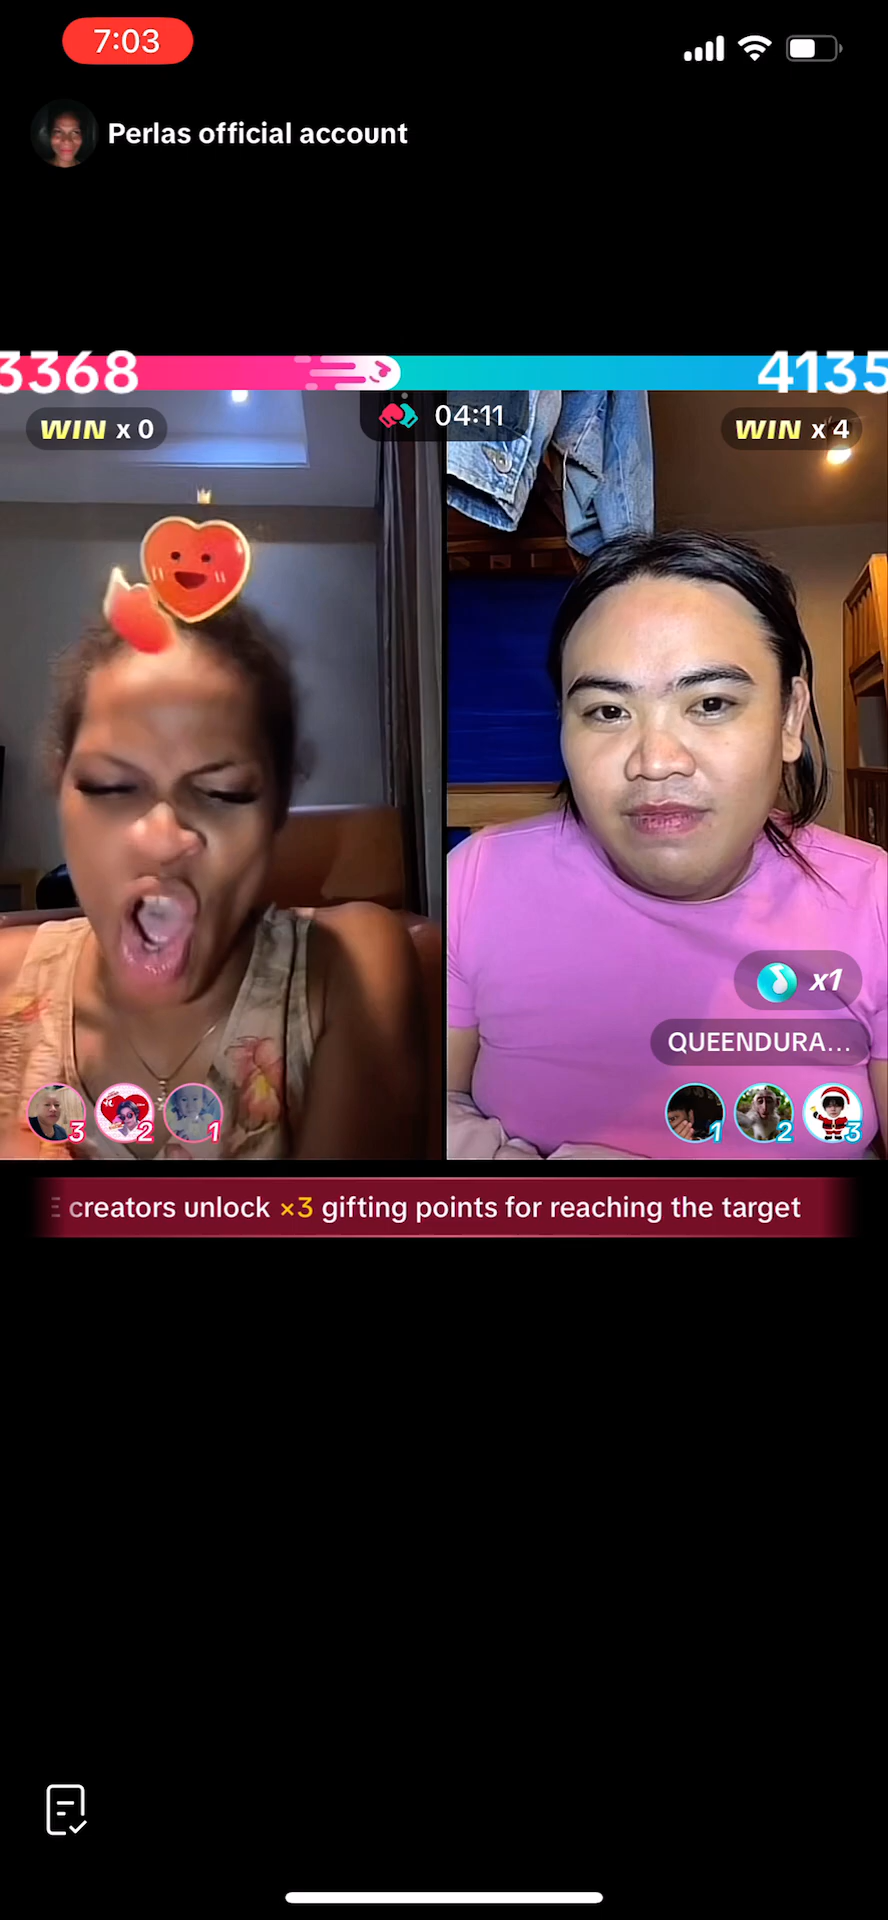 7:03
Perlas official account
3368
4135
WIN x 0
04:11
WIN x 4
x1
QUEENDURA...
3
2
1
1
2
3
creators unlock ×3 gifting points for reaching the target